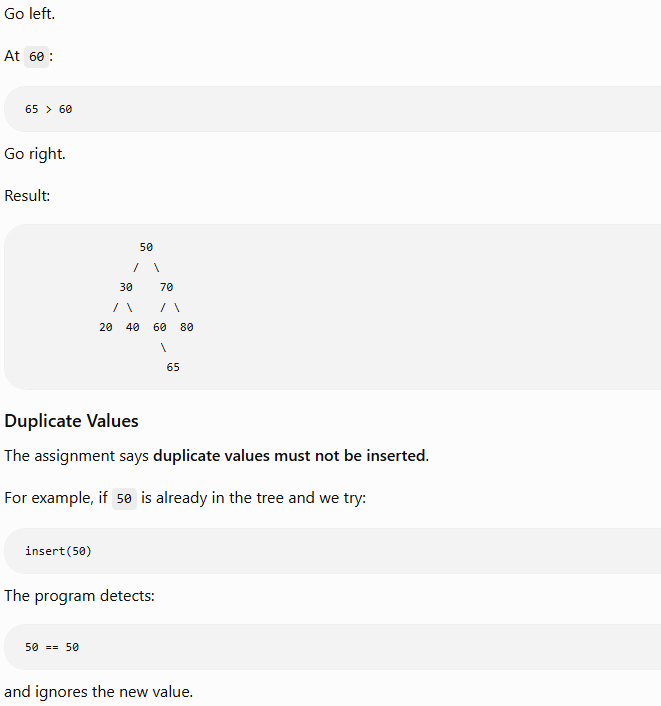 Go left.
At 60:
65 > 60
Go right.
Result:
50
/ \
30 70
/ \ / \
20 40 60 80
\
65
Duplicate Values
The assignment says duplicate values must not be inserted.
For example, if 50 is already in the tree and we try:
insert(50)
The program detects:
50 == 50
and ignores the new value.